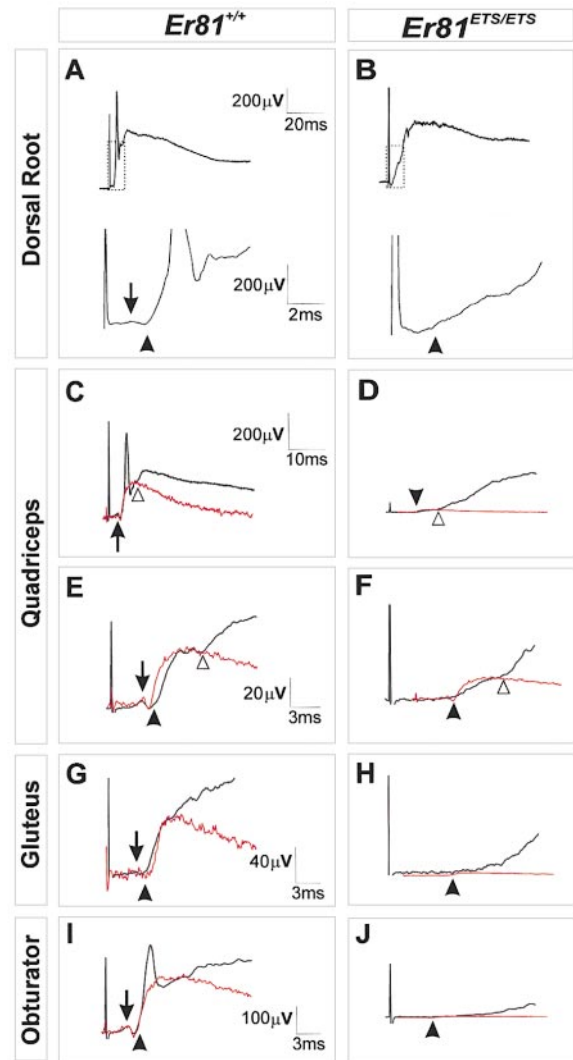 Er81+/+
Er81ETS/ETS
Dorsal Root
A
200µV
20ms
200µV
2ms
B
Quadriceps
C
200µV
10ms
D
E
20µV
3ms
F
Gluteus
G
40µV
3ms
H
Obturator
I
100µV
3ms
J